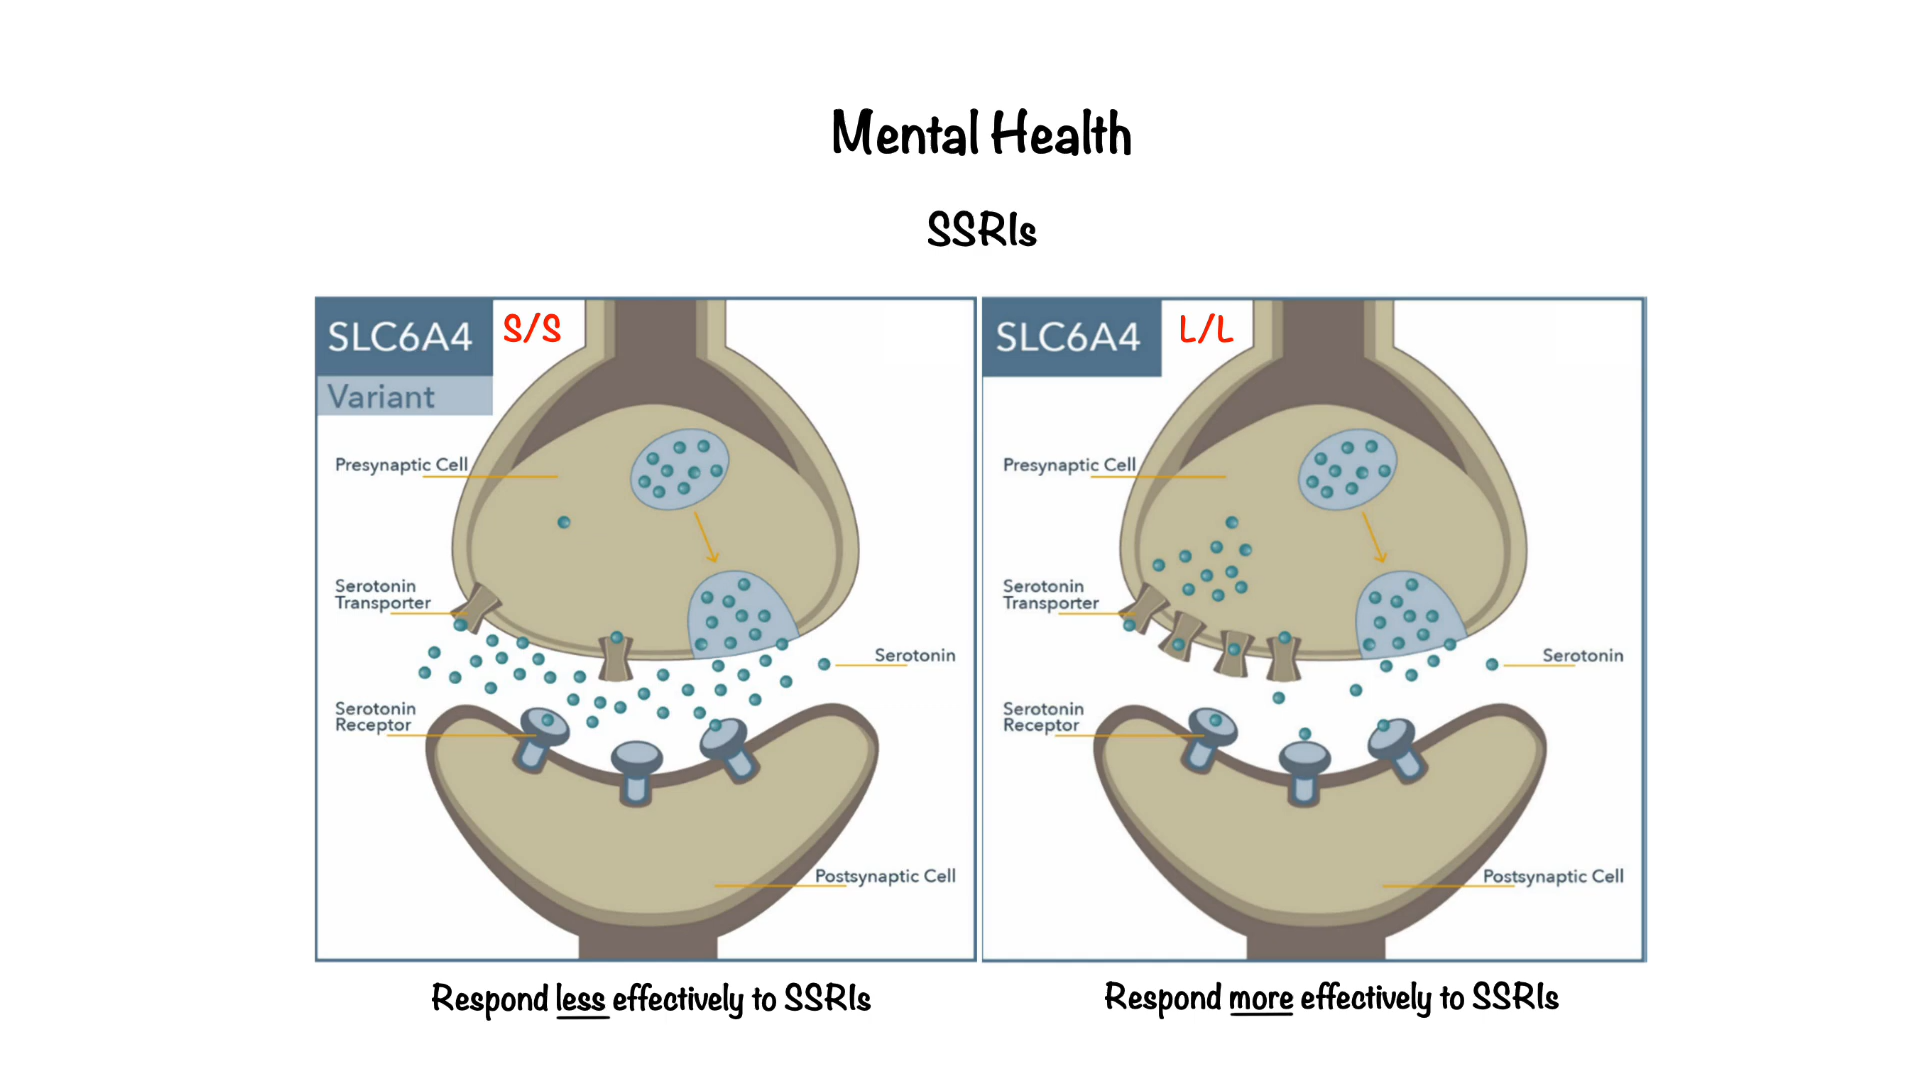 Mental Health
SSRIs
SLC6A4
S/S
Variant
Presynaptic Cell
Serotonin
Transporter
Serotonin
Serotonin
Receptor
Postsynaptic Cell
Respond less effectively to SSRIs
SLC6A4
L/L
Presynaptic Cell
Serotonin
Transporter
Serotonin
Serotonin
Receptor
Postsynaptic Cell
Respond more effectively to SSRIs